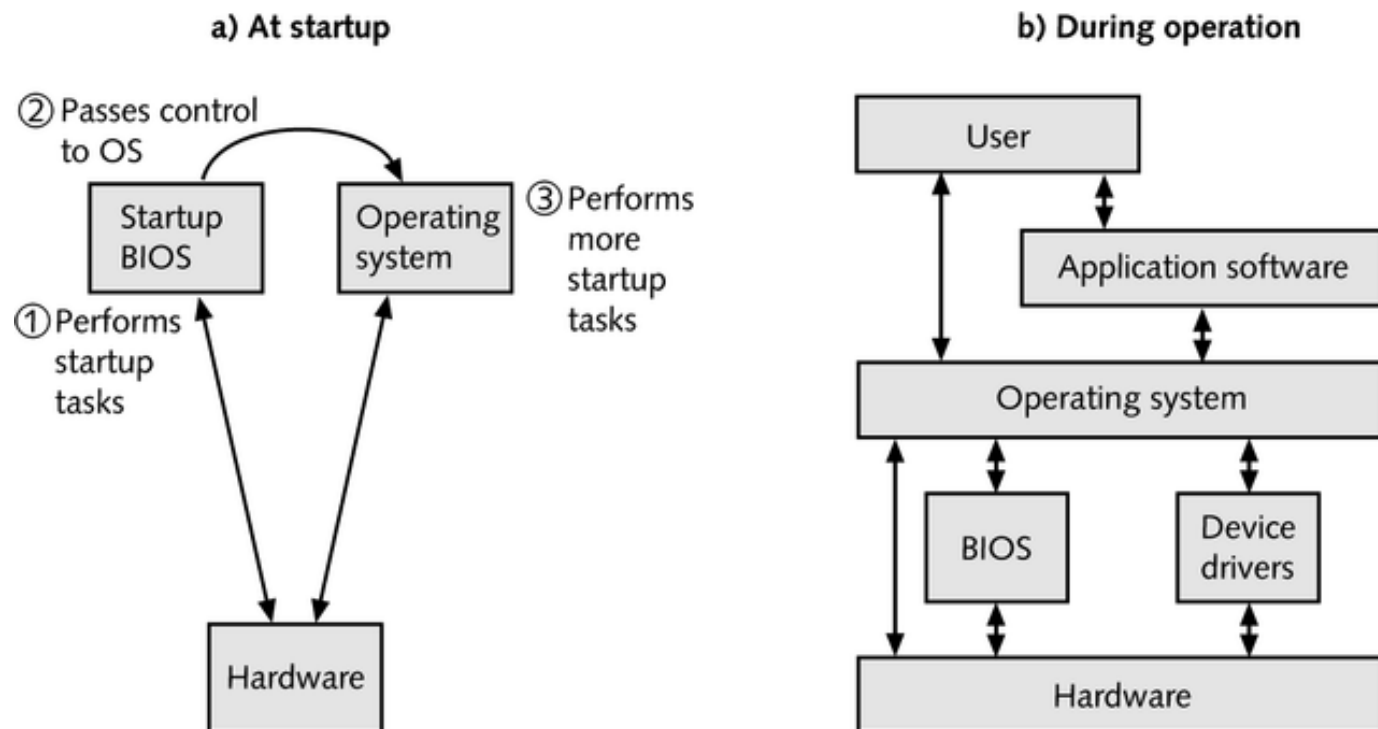 a) At startup
② Passes control
to OS
Startup
BIOS
Operating
system
③ Performs
more
startup
tasks
① Performs
startup
tasks
Hardware
b) During operation
User
Application software
Operating system
BIOS
Device
drivers
Hardware